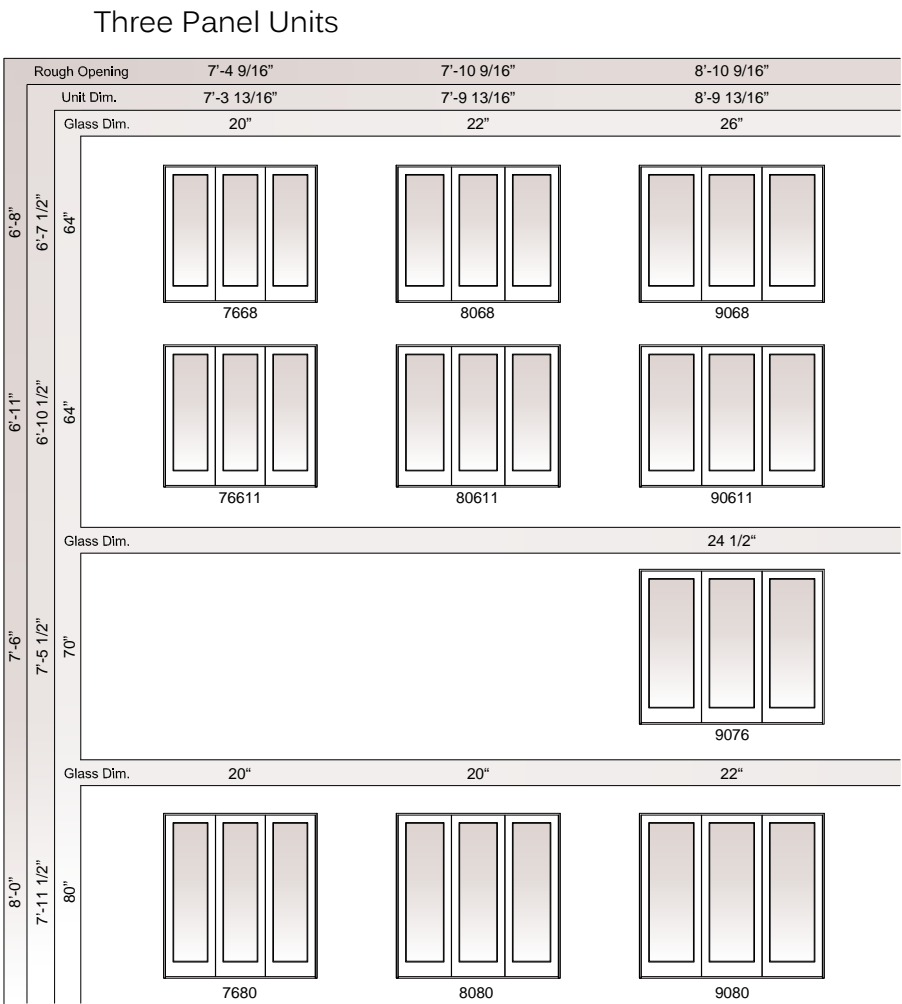 Three Panel Units
Rough Opening 7’-4 9/16” 7’-10 9/16” 8’-10 9/16”
Unit Dim. 7’-3 13/16” 7’-9 13/16” 8’-9 13/16”
Glass Dim. 20” 22” 26”
6’-8” 6’-7 1/2” 64”
7668 8068 9068
6’-11” 6’-10 1/2” 64”
76611 80611 90611
Glass Dim. 24 1/2“
7’-6” 7’-5 1/2” 70”
9076
Glass Dim. 20“ 20“ 22“
8’-0” 7’-11 1/2” 80”
7680 8080 9080